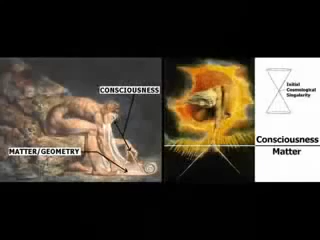 CONSCIOUSNESS
MATTER/GEOMETRY
Initial
Cosmological
Singularity
Consciousness
Matter